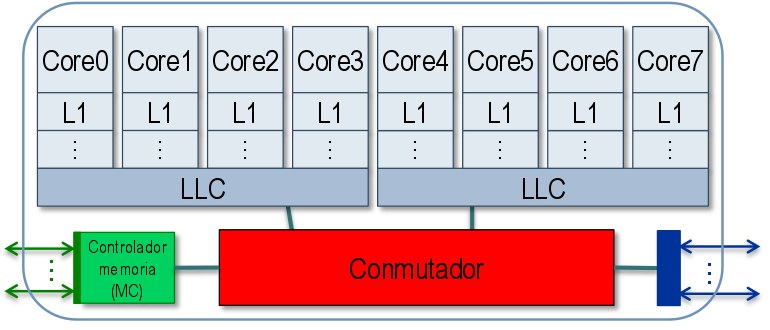 Core0 Core1 Core2 Core3 Core4 Core5 Core6 Core7
L1 L1 L1 L1 L1 L1 L1 L1
⋮ ⋮ ⋮ ⋮ ⋮ ⋮ ⋮ ⋮
LLC LLC
Controlador
memoria
(MC)
Conmutador